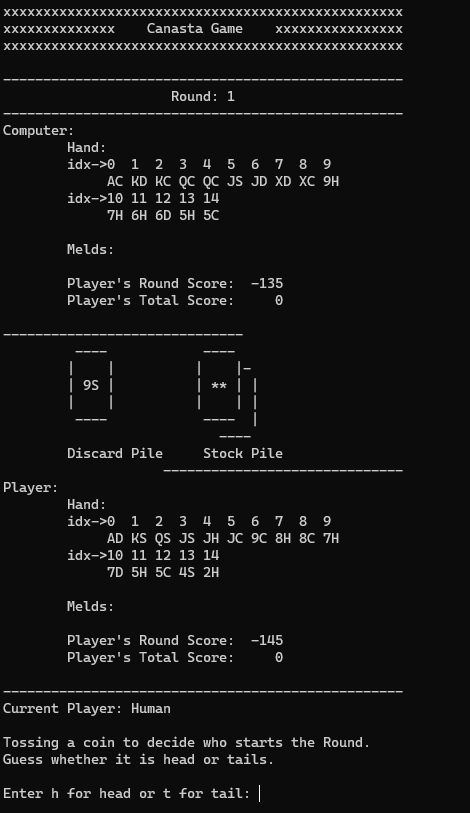 xxxxxxxxxxxxxxxxxxxxxxxxxxxxxxxxxxxxxxxxxxxxxxxxxx
xxxxxxxxxxxxxx    Canasta Game    xxxxxxxxxxxxxxxx
xxxxxxxxxxxxxxxxxxxxxxxxxxxxxxxxxxxxxxxxxxxxxxxxxx
--------------------------------------------------
                     Round: 1
--------------------------------------------------
Computer:
        Hand:
        idx->0  1  2  3  4  5  6  7  8  9
             AC KD KC QC QC JS JD XD XC 9H
        idx->10 11 12 13 14
             7H 6H 6D 5H 5C
        Melds:
        Player's Round Score:  -135
        Player's Total Score:     0
------------------------------
         ----            ----
        |    |          |    |-
        | 9S |          | ** | |
        |    |          |    | |
         ----            ----  |
                           ----
        Discard Pile     Stock Pile
                    ------------------------------
Player:
        Hand:
        idx->0  1  2  3  4  5  6  7  8  9
             AD KS QS JS JH JC 9C 8H 8C 7H
        idx->10 11 12 13 14
             7D 5H 5C 4S 2H
        Melds:
        Player's Round Score:  -145
        Player's Total Score:     0
--------------------------------------------------
Current Player: Human
Tossing a coin to decide who starts the Round.
Guess whether it is head or tails.
Enter h for head or t for tail: